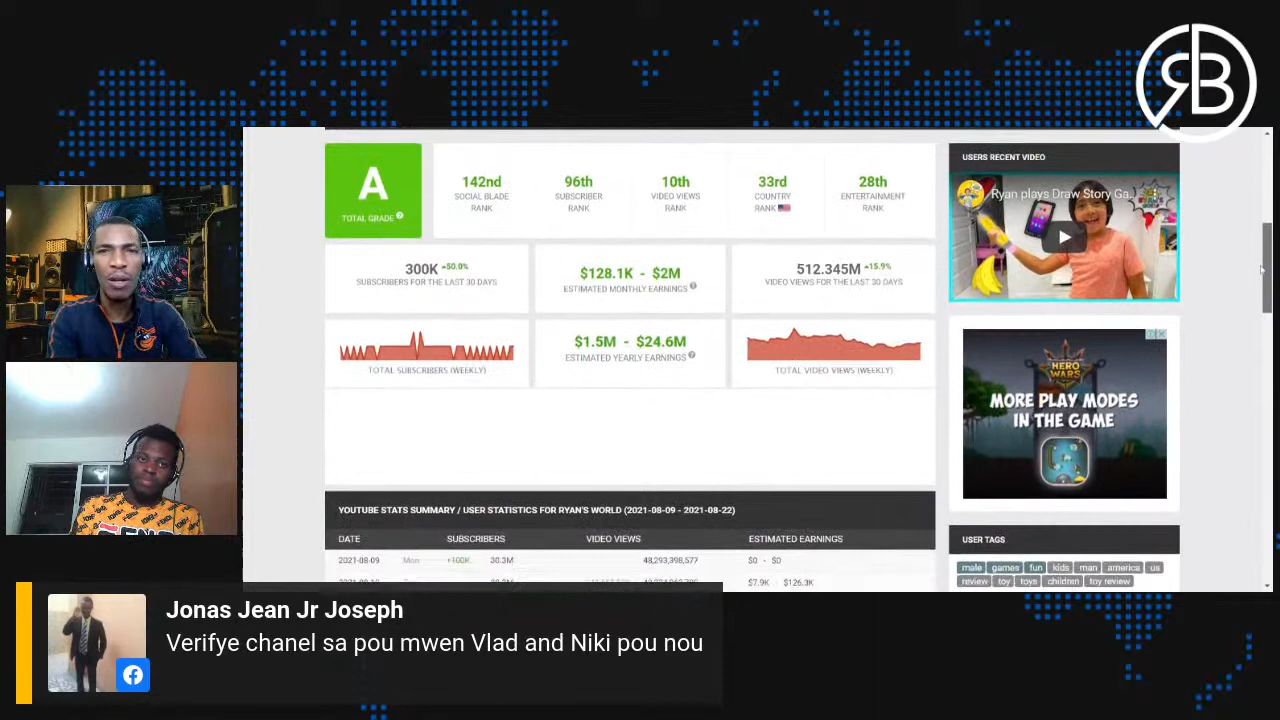 RB
A
TOTAL GRADE
142nd
SOCIAL BLADE
RANK
96th
SUBSCRIBER
RANK
10th
VIDEO VIEWS
RANK
33rd
COUNTRY
RANK
28th
ENTERTAINMENT
RANK
300K +50.0%
SUBSCRIBERS FOR THE LAST 30 DAYS
$128.1K - $2M
ESTIMATED MONTHLY EARNINGS
512.345M +15.9%
VIDEO VIEWS FOR THE LAST 30 DAYS
TOTAL SUBSCRIBERS (WEEKLY)
$1.5M - $24.6M
ESTIMATED YEARLY EARNINGS
TOTAL VIDEO VIEWS (WEEKLY)
YOUTUBE STATS SUMMARY / USER STATISTICS FOR RYAN'S WORLD (2021-08-09 - 2021-08-22)
DATE SUBSCRIBERS VIDEO VIEWS ESTIMATED EARNINGS
2021-08-09 Mon +100K 30.3M 48,293,398,577 $0 - $0
$7.9K - $126.3K
USERS RECENT VIDEO
Ryan plays Draw Story Ga...
HERO
WARS
MORE PLAY MODES
IN THE GAME
USER TAGS
male games fun kids man america us
review toy toys children toy review
Jonas Jean Jr Joseph
Verifye chanel sa pou mwen Vlad and Niki pou nou